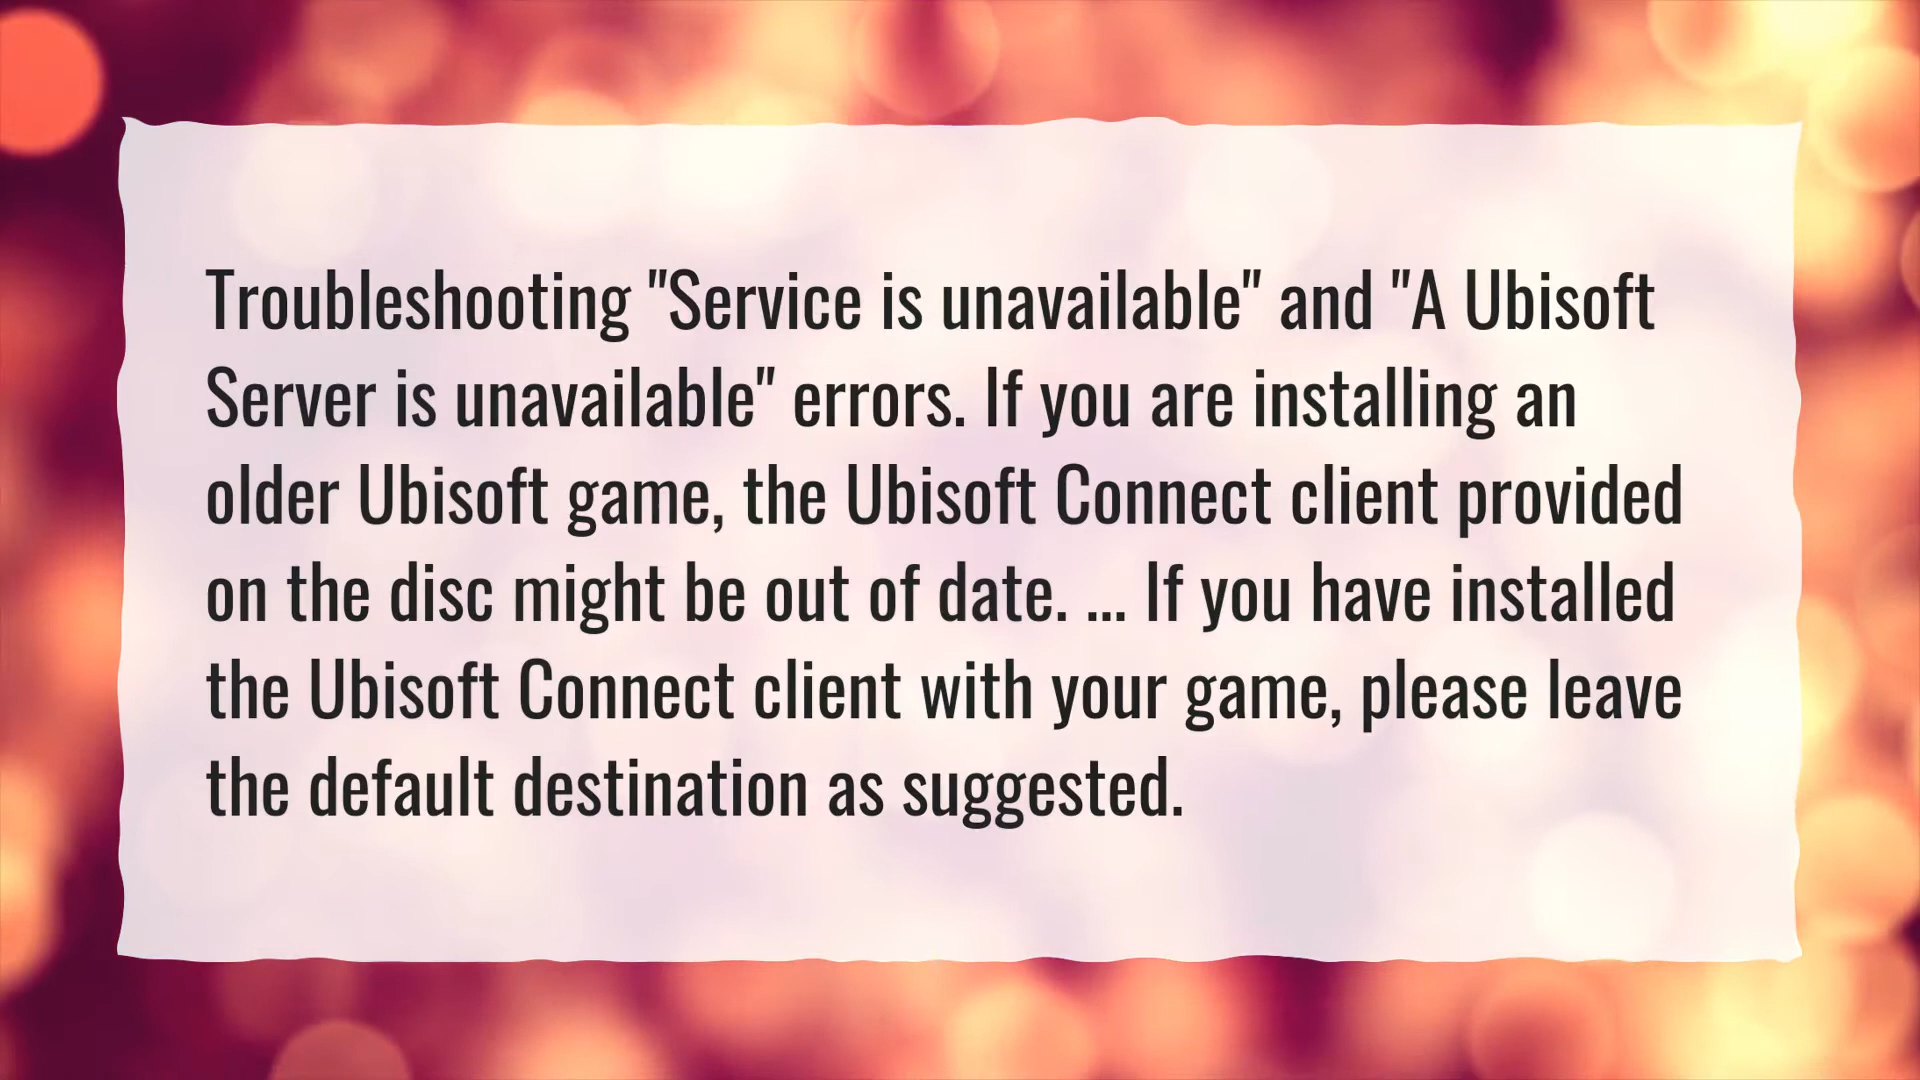 Troubleshooting "Service is unavailable" and "A Ubisoft
Server is unavailable" errors. If you are installing an
older Ubisoft game, the Ubisoft Connect client provided
on the disc might be out of date. ... If you have installed
the Ubisoft Connect client with your game, please leave
the default destination as suggested.